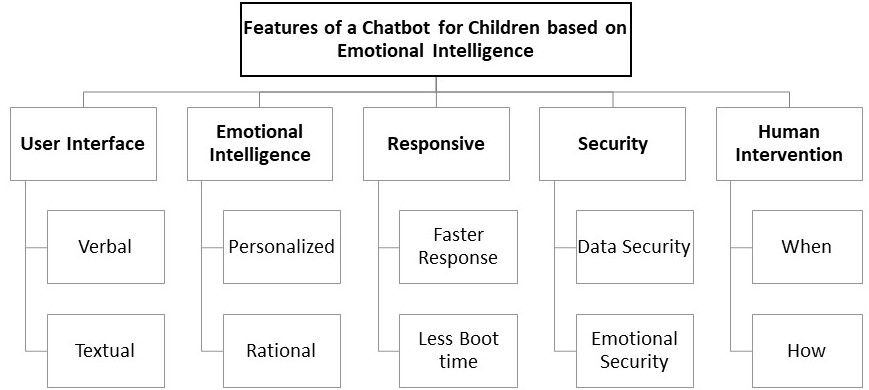 Features of a Chatbot for Children based on
Emotional Intelligence
User Interface
Emotional
Intelligence
Responsive
Security
Human
Intervention
Verbal
Personalized
Faster
Response
Data Security
When
Textual
Rational
Less Boot
time
Emotional
Security
How